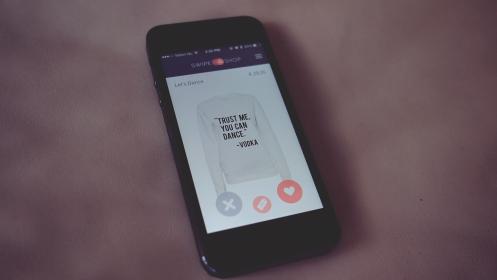 SWIPE SHOP
Let's Dance
"TRUST ME,
YOU CAN
DANCE."
-VODKA